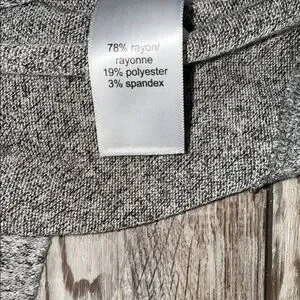 78% rayon/
rayonne
19% polyester
3% spandex